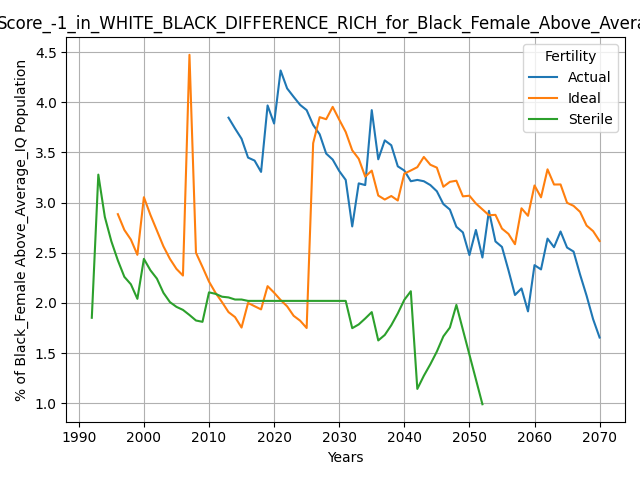 Score_-1_in_WHITE_BLACK_DIFFERENCE_RICH_for_Black_Female_Above_Avera
% of Black_Female Above_Average_IQ Population
4.5
4.0
3.5
3.0
2.5
2.0
1.5
1.0
Fertility
Actual
Ideal
Sterile
1990 2000 2010 2020 2030 2040 2050 2060 2070
Years